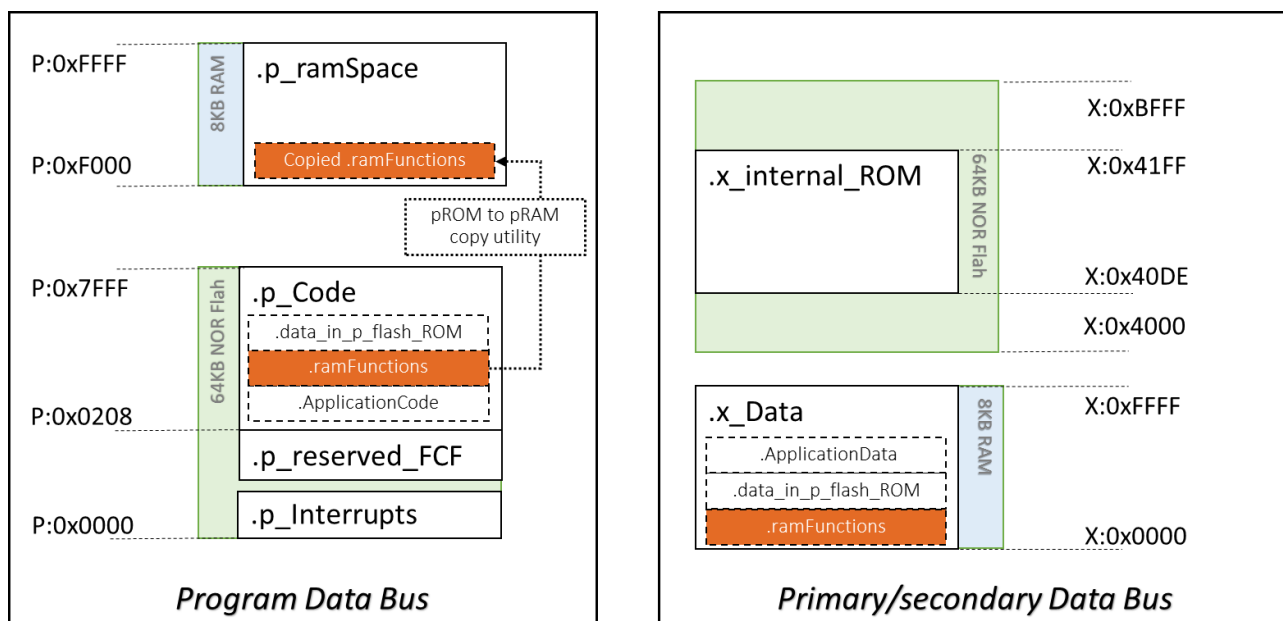 P:0xFFFF
8KB RAM
.p_ramSpace
Copied .ramFunctions
P:0xF000
pROM to pRAM
copy utility
P:0x7FFF
64KB NOR Flah
.p_Code
.data_in_p_flash_ROM
.ramFunctions
.ApplicationCode
P:0x0208
.p_reserved_FCF
.p_Interrupts
P:0x0000
Program Data Bus
X:0xBFFF
.x_internal_ROM
X:0x41FF
64KB NOR Flah
X:0x40DE
X:0x4000
.x_Data
X:0xFFFF
8KB RAM
.ApplicationData
.data_in_p_flash_ROM
.ramFunctions
X:0x0000
Primary/secondary Data Bus